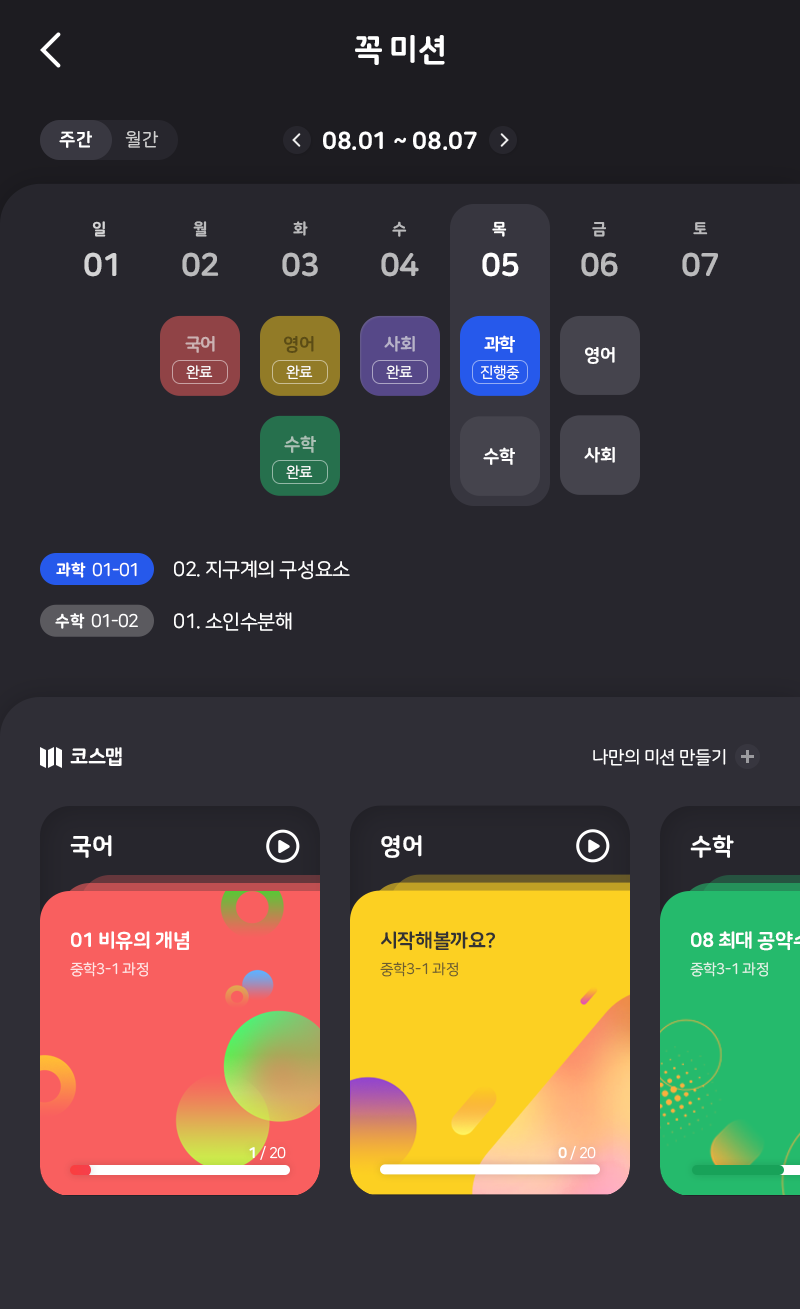 꼭 미션
주간 월간 08.01 ~ 08.07
일 월 화 수 목 금 토
01 02 03 04 05 06 07
국어 영어 사회 과학 영어
완료 완료 완료 진행중
수학 수학 사회
완료
과학 01-01 02. 지구계의 구성요소
수학 01-02 01. 소인수분해
코스맵 나만의 미션 만들기
국어 영어 수학
01 비유의 개념 시작해볼까요? 08 최대 공약
중학3-1 과정 중학3-1 과정 중학3-1 과정
1 / 20 0 / 20